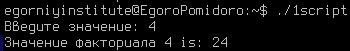 egorniyinstitute@EgoroPomidoro:~$ ./1script
Введите значение: 4
Значение факториала 4 is: 24